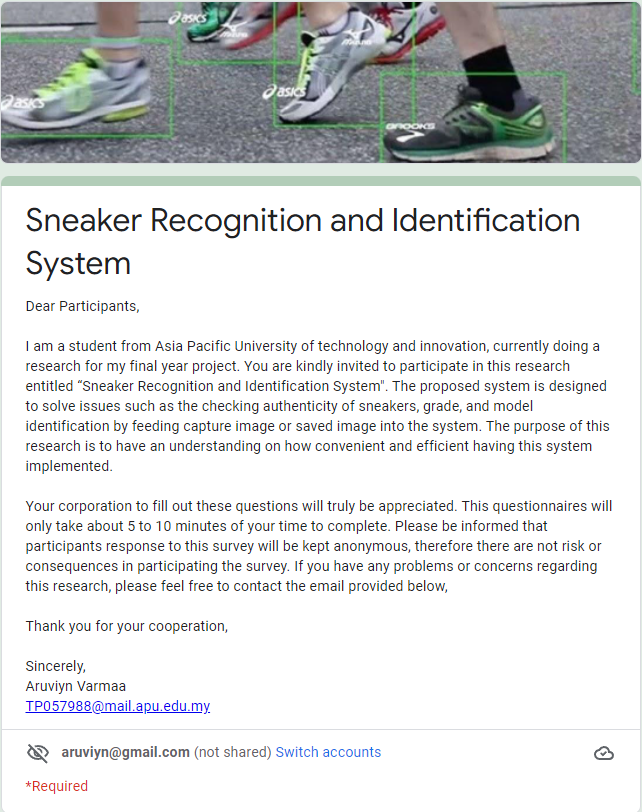 asics
MIZUNO
asics
asics
BROOKS
Sneaker Recognition and Identification
System
Dear Participants,
I am a student from Asia Pacific University of technology and innovation, currently doing a
research for my final year project. You are kindly invited to participate in this research
entitled “Sneaker Recognition and Identification System". The proposed system is designed
to solve issues such as the checking authenticity of sneakers, grade, and model
identification by feeding capture image or saved image into the system. The purpose of this
research is to have an understanding on how convenient and efficient having this system
implemented.
Your corporation to fill out these questions will truly be appreciated. This questionnaires will
only take about 5 to 10 minutes of your time to complete. Please be informed that
participants response to this survey will be kept anonymous, therefore there are not risk or
consequences in participating the survey. If you have any problems or concerns regarding
this research, please feel free to contact the email provided below,
Thank you for your cooperation,
Sincerely,
Aruviyn Varmaa
TP057988@mail.apu.edu.my
aruviyn@gmail.com (not shared) Switch accounts
*Required